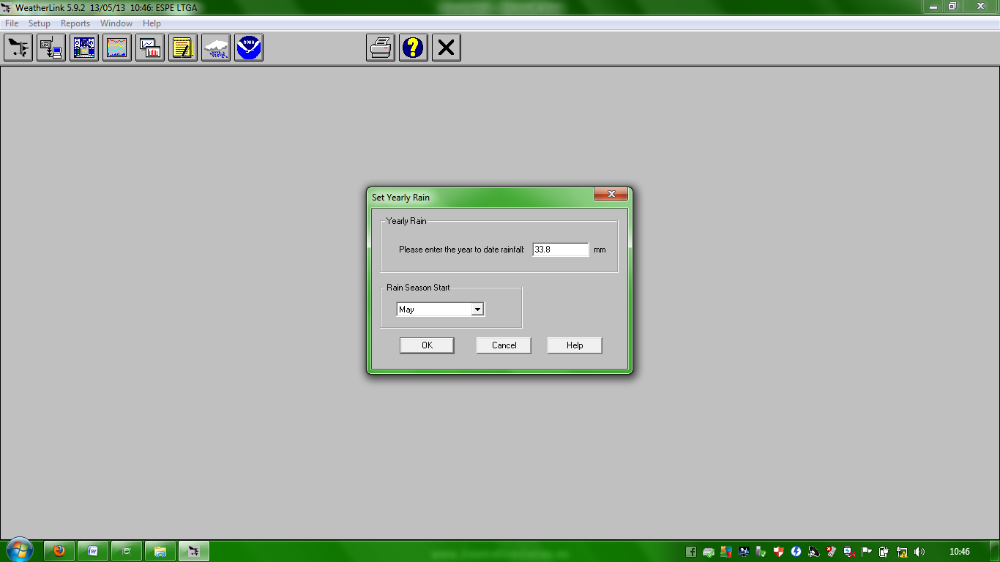 WeatherLink 5.9.2 13/05/13 10:46: ESPE LTGA
File Setup Reports Window Help
NOAA
Set Yearly Rain
Yearly Rain
Please enter the year to date rainfall: 33.8 mm
Rain Season Start
May
OK Cancel Help
10:46